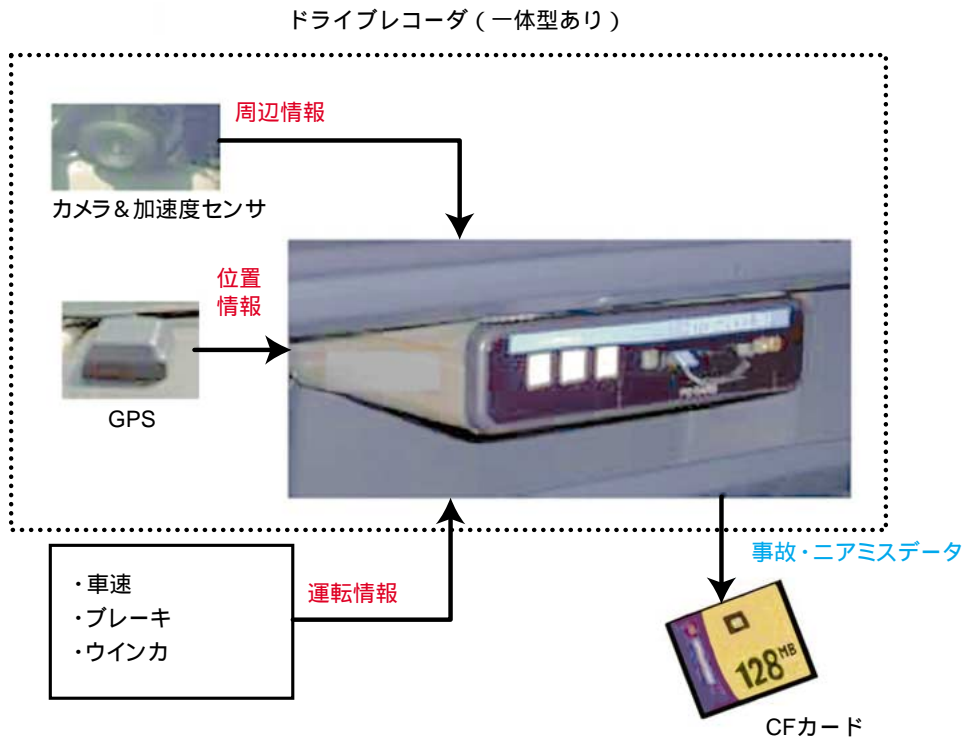 ドライブレコーダ（一体型あり）
周辺情報
カメラ＆加速度センサ
位置
情報
GPS
・車速
・ブレーキ
・ウインカ
運転情報
事故・ニアミスデータ
128MB
CFカード